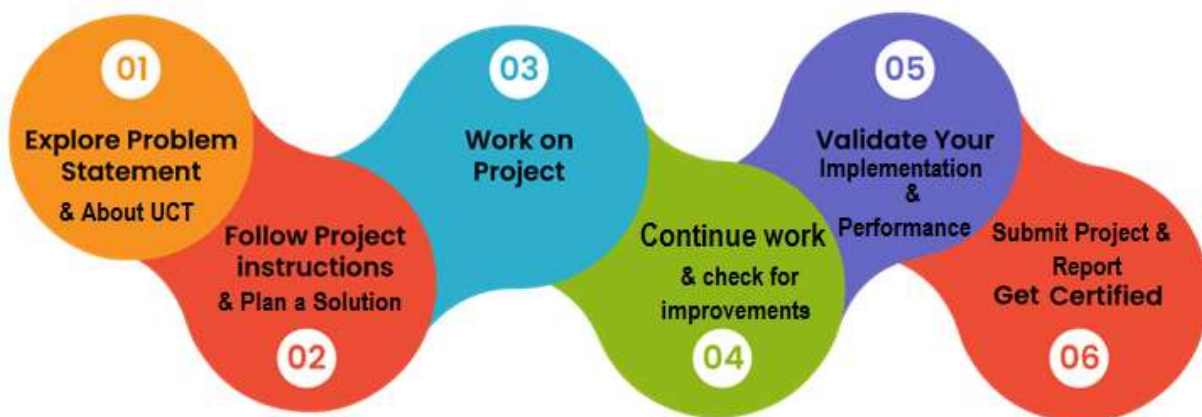 01
Explore Problem
Statement
& About UCT
Follow Project
instructions
& Plan a Solution
02
03
Work on
Project
Continue work
& check for
improvements
04
05
Validate Your
Implementation
&
Performance
Submit Project &
Report
Get Certified
06